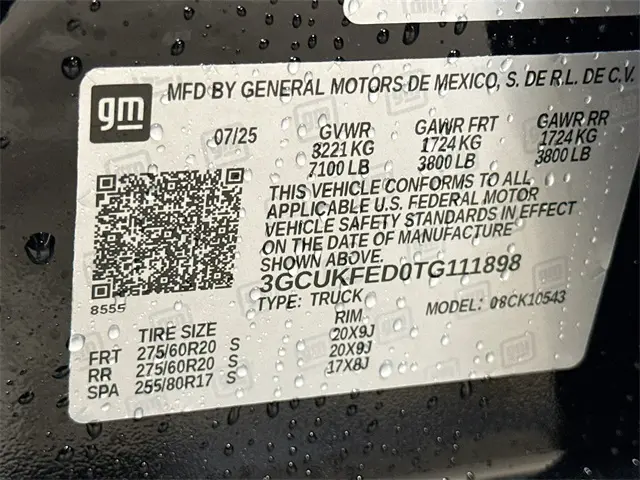 gm
MFD BY GENERAL MOTORS DE MEXICO, S. DE R.L. DE C.V.
07/25 GVWR GAWR FRT GAWR RR
3221 KG 1724 KG 1724 KG
7100 LB 3800 LB 3800 LB
THIS VEHICLE CONFORMS TO ALL
APPLICABLE U.S. FEDERAL MOTOR
VEHICLE SAFETY STANDARDS IN EFFECT
ON THE DATE OF MANUFACTURE
SHOWN ABOVE.
3GCUKFED0TG111898
8555
TYPE: TRUCK MODEL: 08CK10543
TIRE SIZE RIM
FRT 275/60R20 S 20X9J
RR 275/60R20 S 20X9J
SPA 255/80R17 S 17X8J